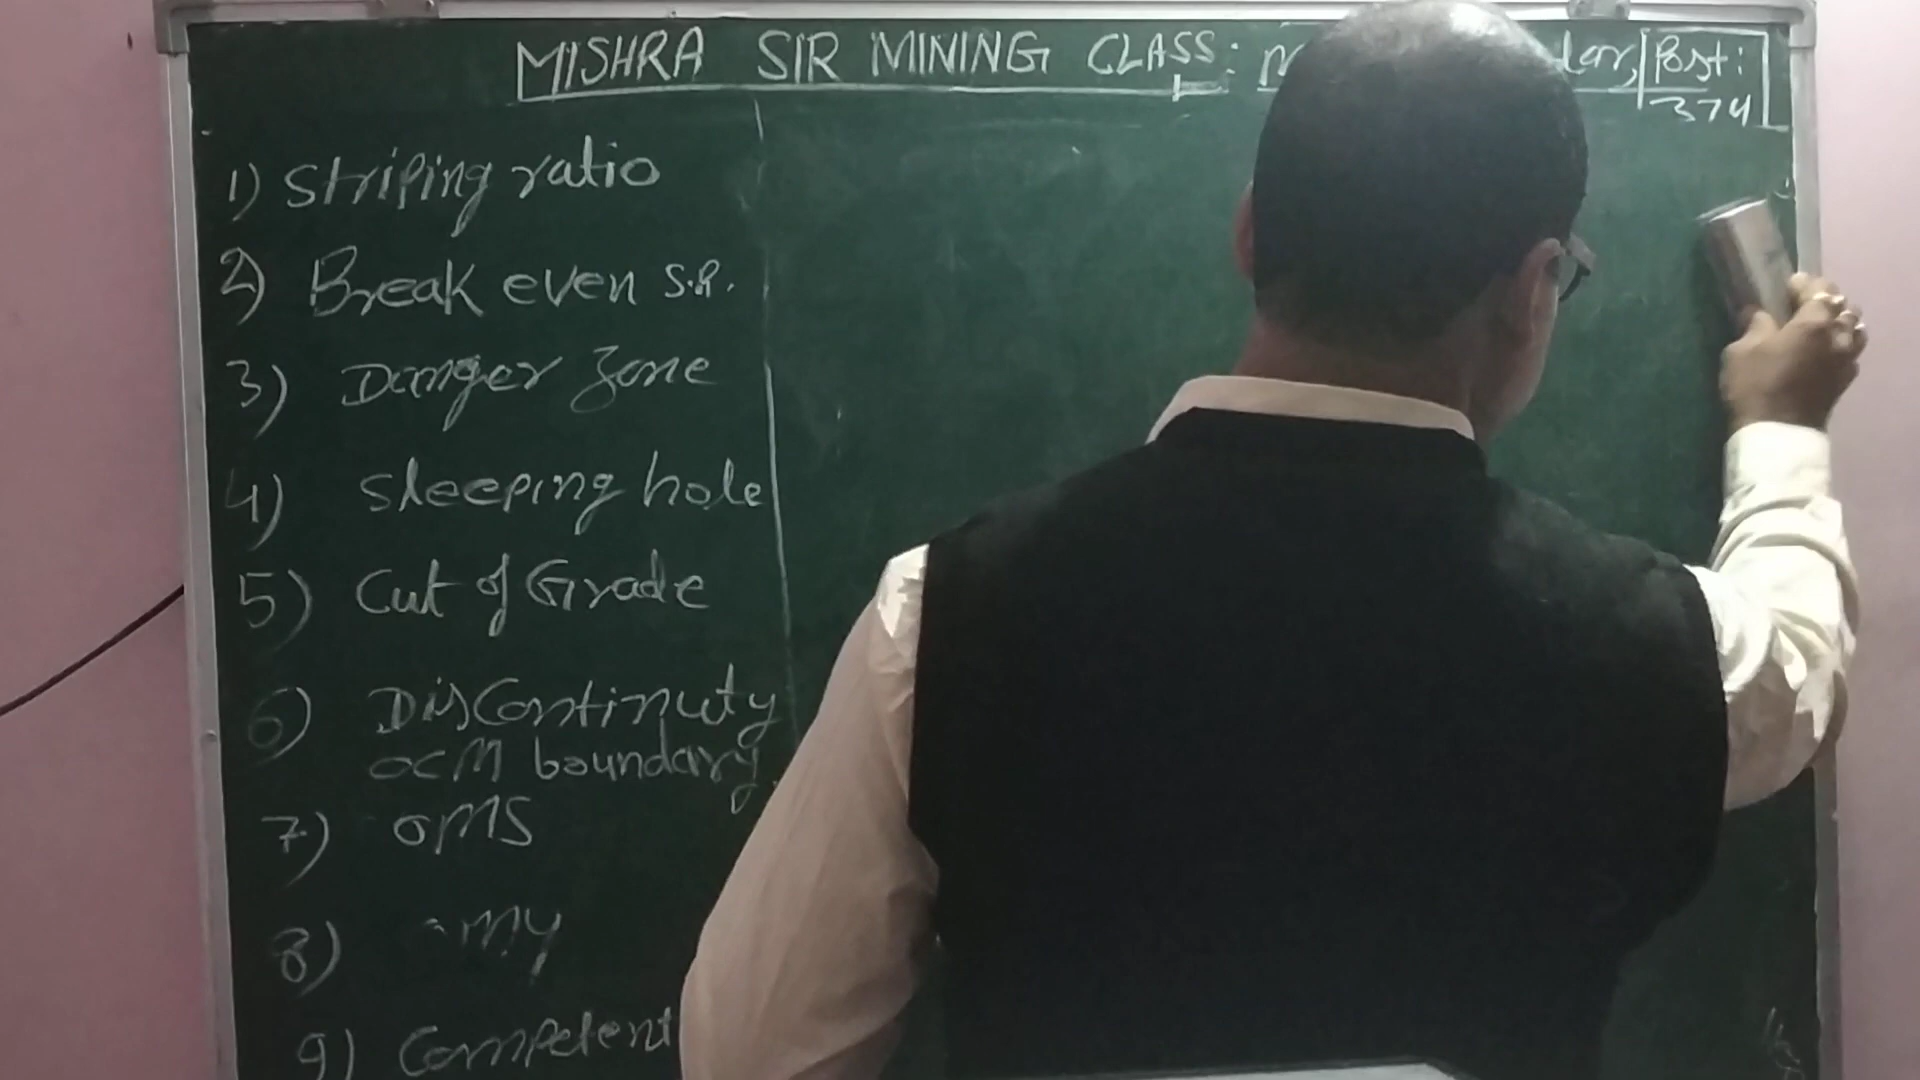 MISHRA SIR MINING CLASS: Post:
374
1) Striping ratio
2) Break even S.R.
3) Danger zone
4) Sleeping hole
5) Cut of Grade
6) Discontinuty
OCM boundary
7) OMS
8) OMY
9) Competent